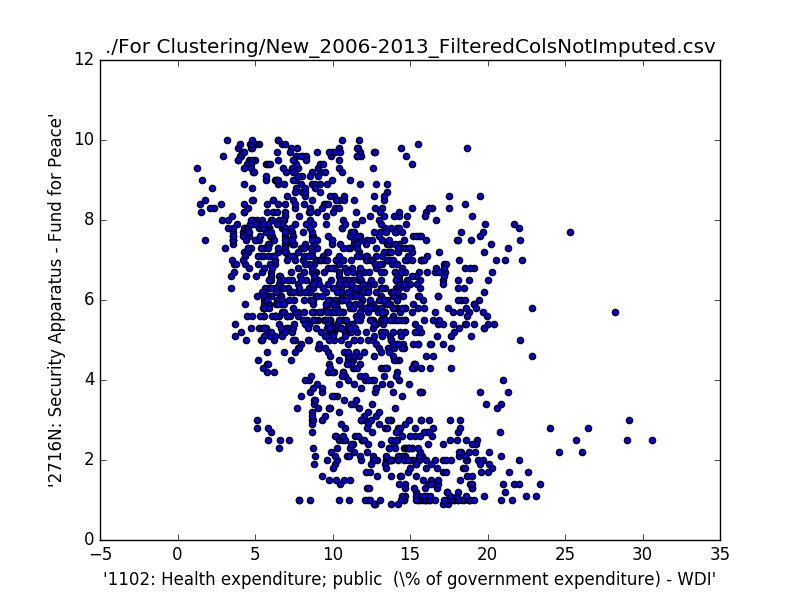 ./For Clustering/New_2006-2013_FilteredColsNotImputed.csv
12
10
8
6
4
2
0
'2716N: Security Apparatus - Fund for Peace'
−5 0 5 10 15 20 25 30 35
'1102: Health expenditure; public  (\% of government expenditure) - WDI'